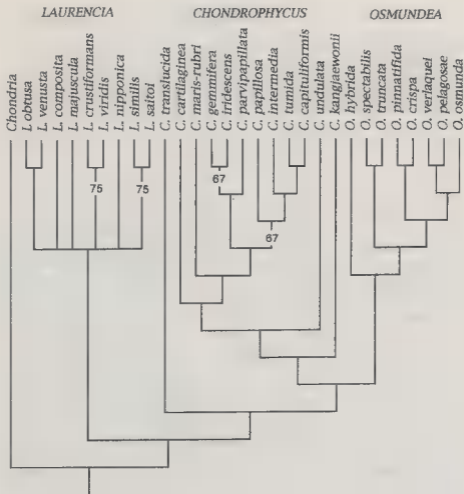 LAURENCIA
CHONDROPHYCUS
OSMUNDEA
Chondria
L obtusa
L. venusta
L. composita
L. majuscula
L. crustiformans
L. viridis
L. nipponica
L. similis
L. saitoi
C. translucida
C. cartilaginea
C. maris-rubri
C. gemmifera
C. iridescens
C. parvipapillata
C. papillosa
C. intermedia
C. tumida
C. capituliformis
C. undulata
C. kangjaewonii
O. hybrida
O. spectabilis
O. truncata
O. pinnatifida
O. crispa
O. verlaquei
O. pelagosae
O. osmunda
75
75
67
67